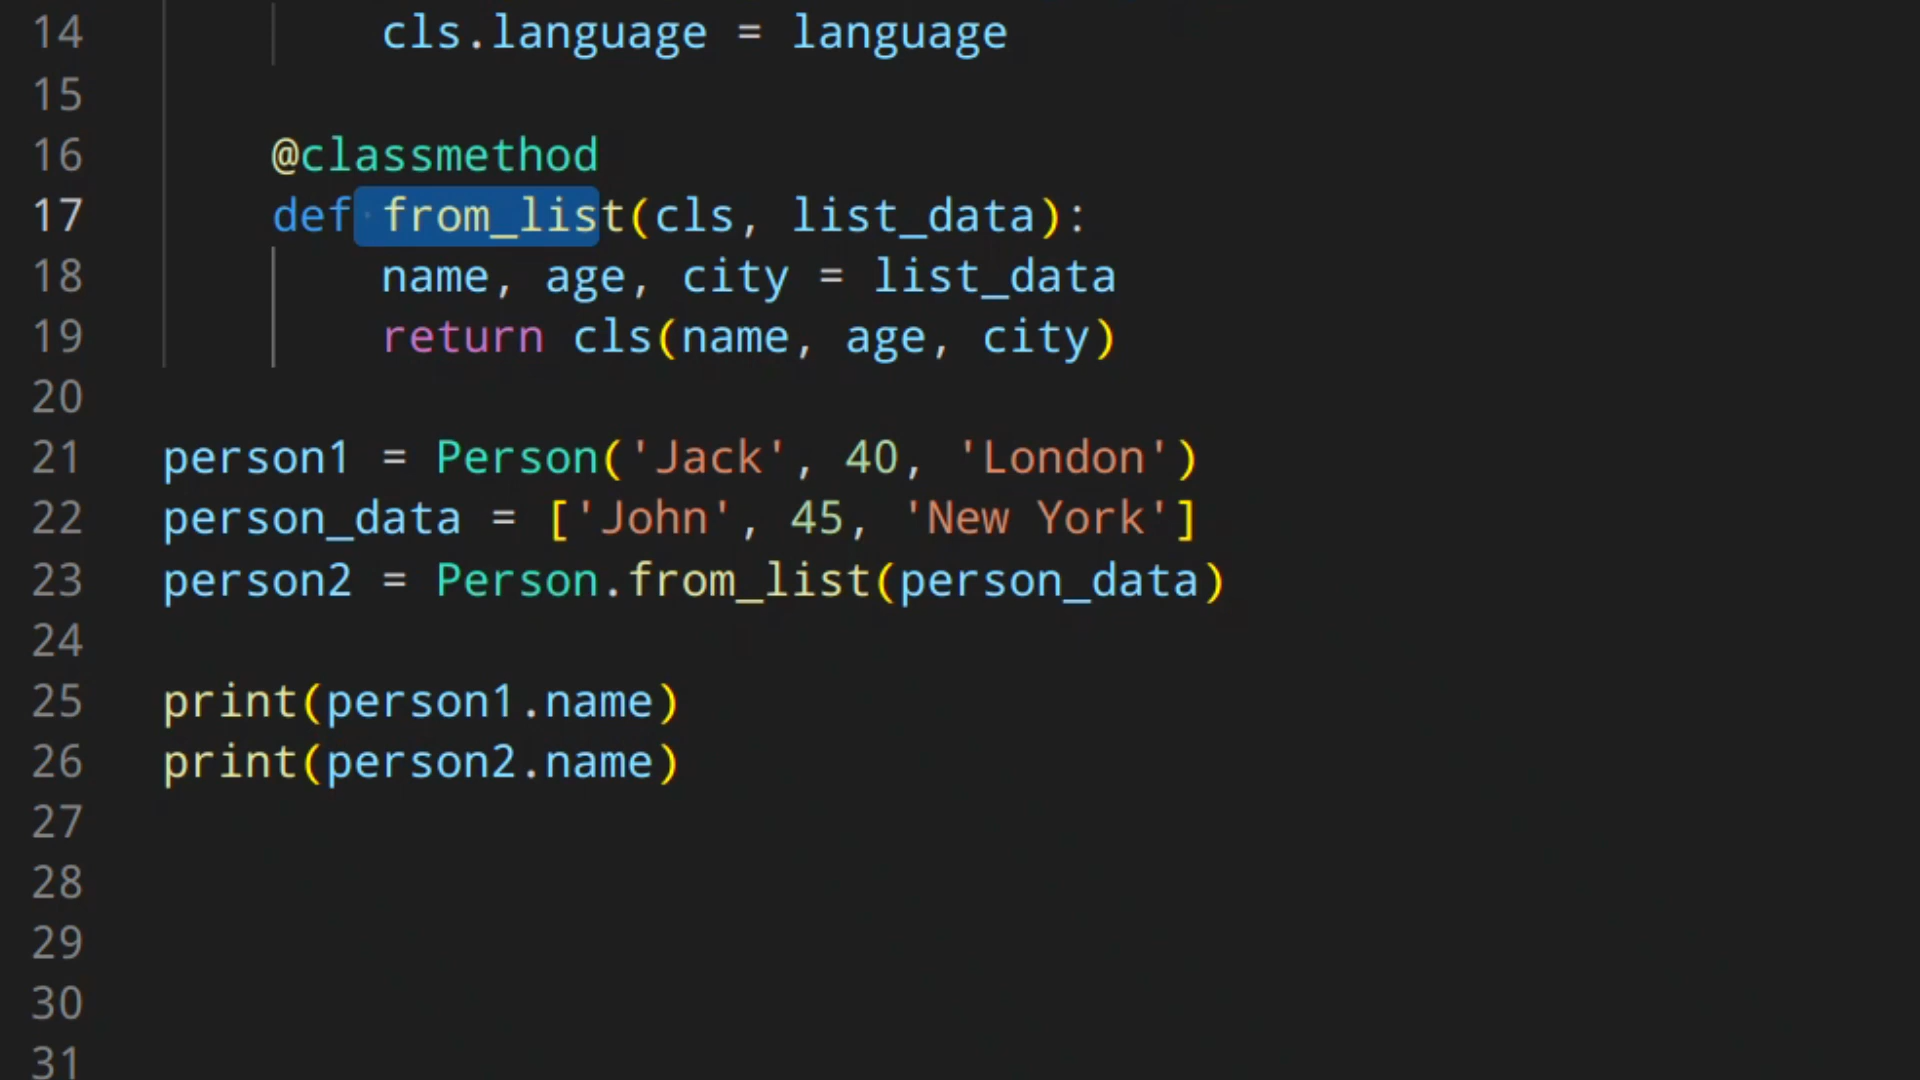 14 cls.language = language
15
16 @classmethod
17 def from_list(cls, list_data):
18 name, age, city = list_data
19 return cls(name, age, city)
20
21 person1 = Person('Jack', 40, 'London')
22 person_data = ['John', 45, 'New York']
23 person2 = Person.from_list(person_data)
24
25 print(person1.name)
26 print(person2.name)
27
28
29
30
31